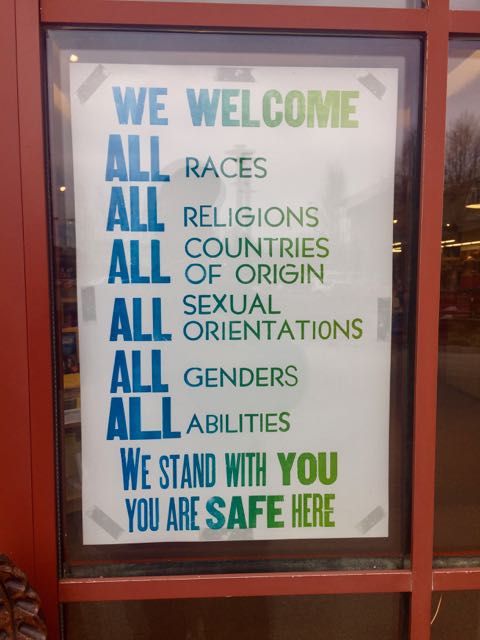 WE WELCOME
ALL RACES
ALL RELIGIONS
ALL COUNTRIES
OF ORIGIN
ALL SEXUAL
ORIENTATIONS
ALL GENDERS
ALL ABILITIES
WE STAND WITH YOU
YOU ARE SAFE HERE